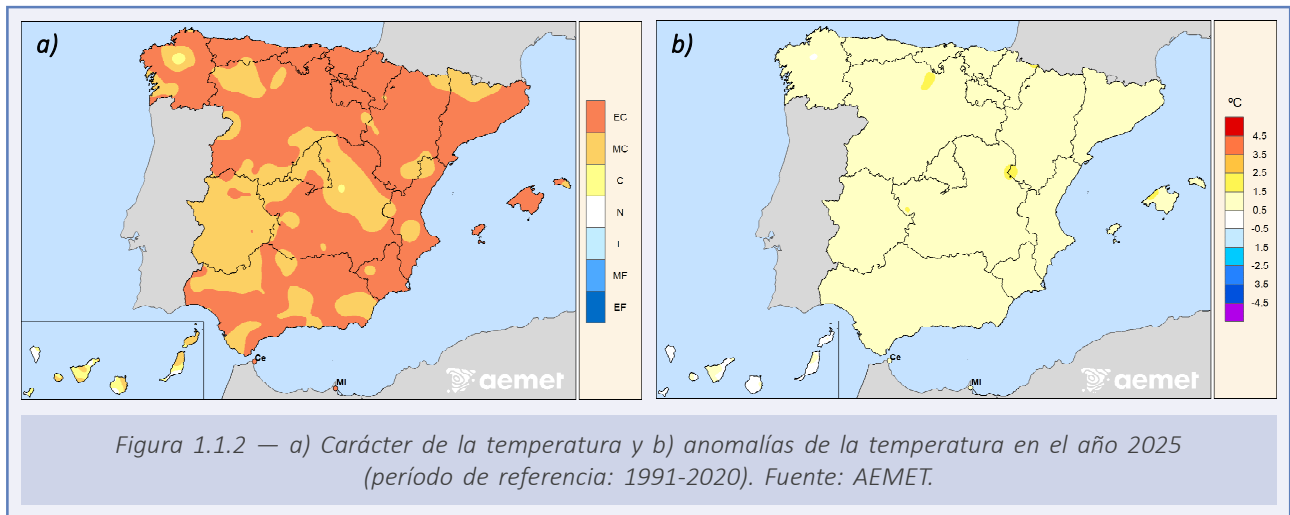 a)
EC
MC
C
N
I
MF
EF
Ce
Ml
aemet
b)
ºC
4.5
3.5
2.5
1.5
0.5
-0.5
1.5
-2.5
3.5
-4.5
Ce
Ml
aemet
Figura 1.1.2 — a) Carácter de la temperatura y b) anomalías de la temperatura en el año 2025
(período de referencia: 1991-2020). Fuente: AEMET.